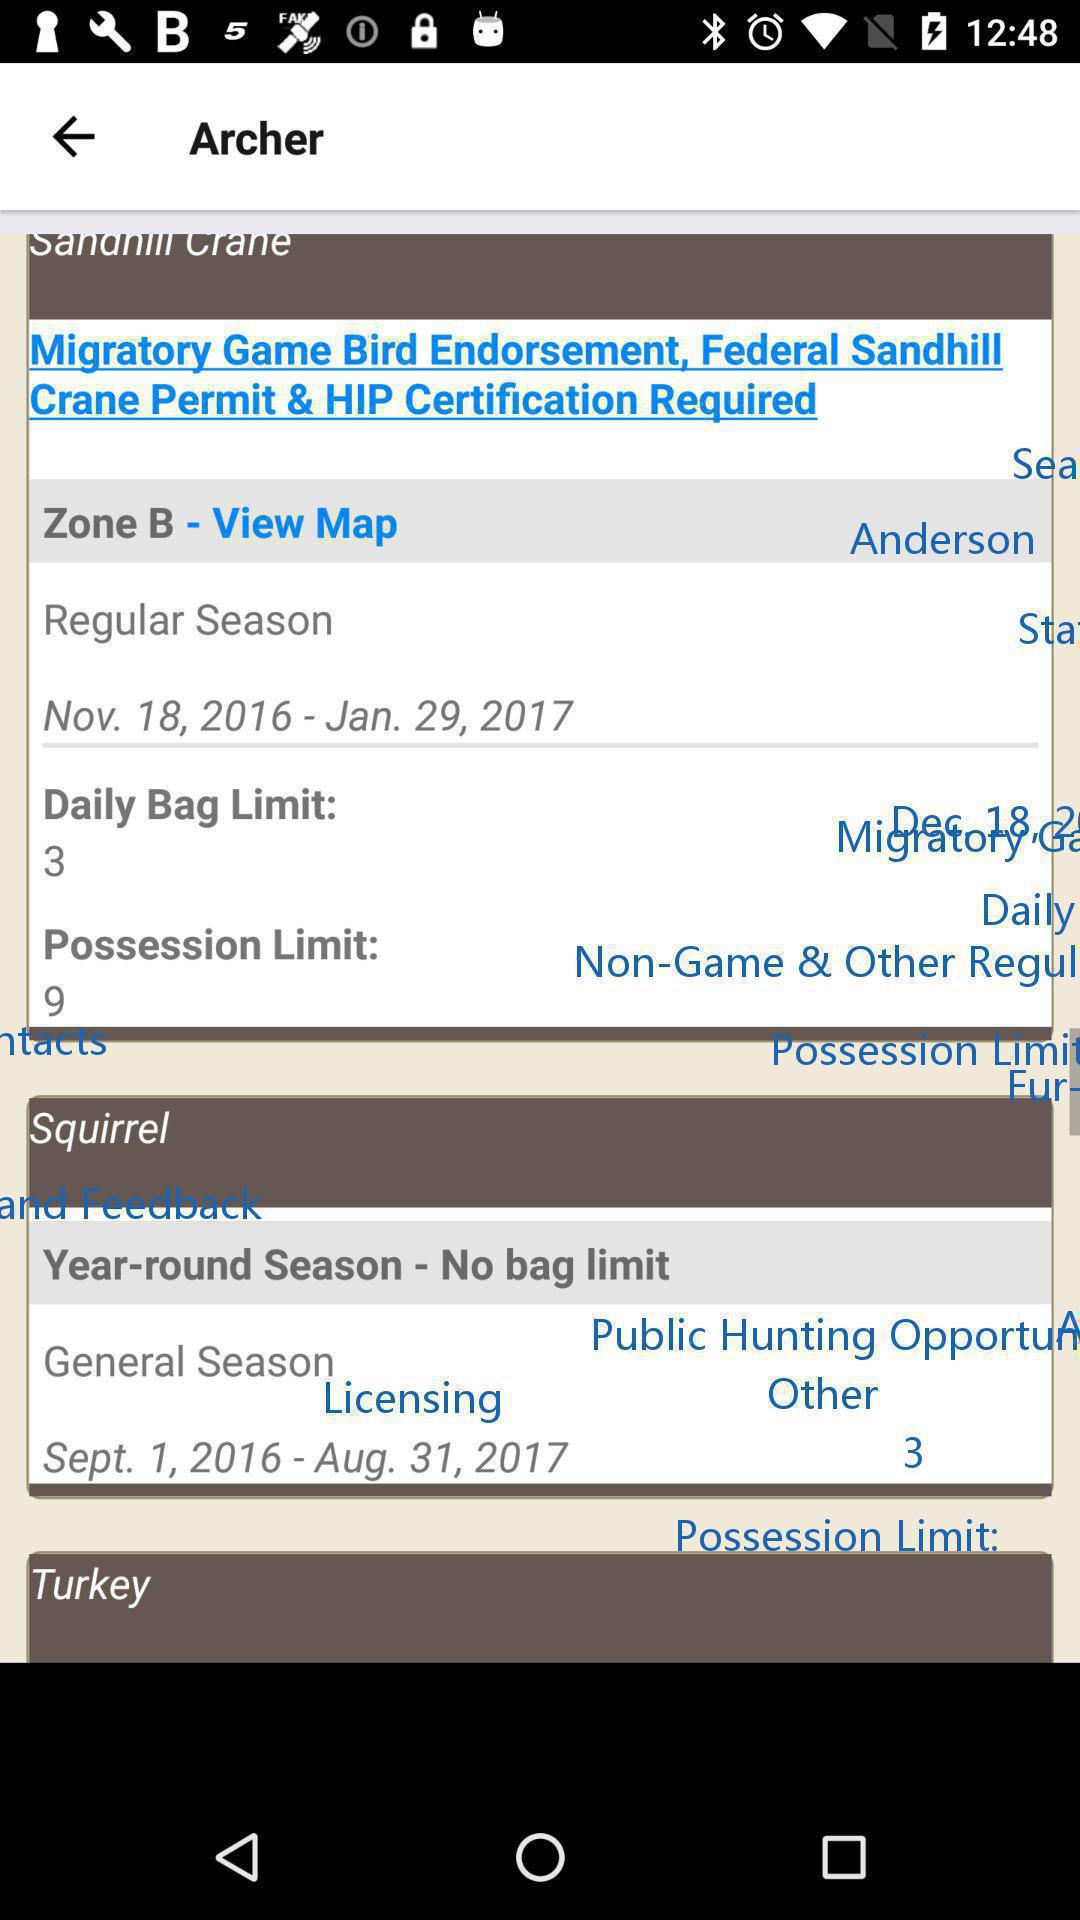 12:48
Archer
Sandhill Crane
Migratory Game Bird Endorsement, Federal Sandhill
Crane Permit & HIP Certification Required
Sea
Zone B - View Map
Anderson
Regular Season
Stat
Nov. 18, 2016 - Jan. 29, 2017
Daily Bag Limit:
Dec. 18, 20
Migratory Ga
3
Daily
Possession Limit:
Non-Game & Other Regul
9
ntacts
Possession Limit
Fur-
Squirrel
and Feedback
Year-round Season - No bag limit
A
Public Hunting Opportun
General Season
Licensing
Other
Sept. 1, 2016 - Aug. 31, 2017
3
Possession Limit:
Turkey